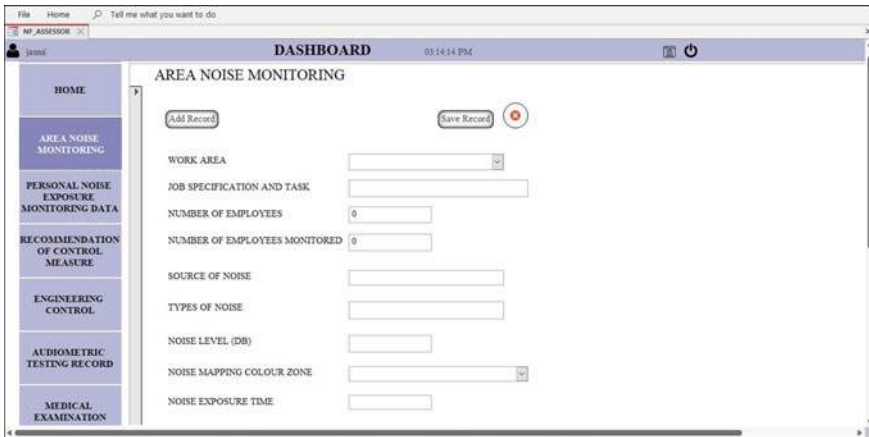 File Home Tell me what you want to do
NF_ASSESSOR
jasmi DASHBOARD 03:14:14 PM
HOME
AREA NOISE
MONITORING
PERSONAL NOISE
EXPOSURE
MONITORING DATA
RECOMMENDATION
OF CONTROL
MEASURE
ENGINEERING
CONTROL
AUDIOMETRIC
TESTING RECORD
MEDICAL
EXAMINATION
AREA NOISE MONITORING
Add Record Save Record
WORK AREA
JOB SPECIFICATION AND TASK
NUMBER OF EMPLOYEES 0
NUMBER OF EMPLOYEES MONITORED 0
SOURCE OF NOISE
TYPES OF NOISE
NOISE LEVEL (DB)
NOISE MAPPING COLOUR ZONE
NOISE EXPOSURE TIME